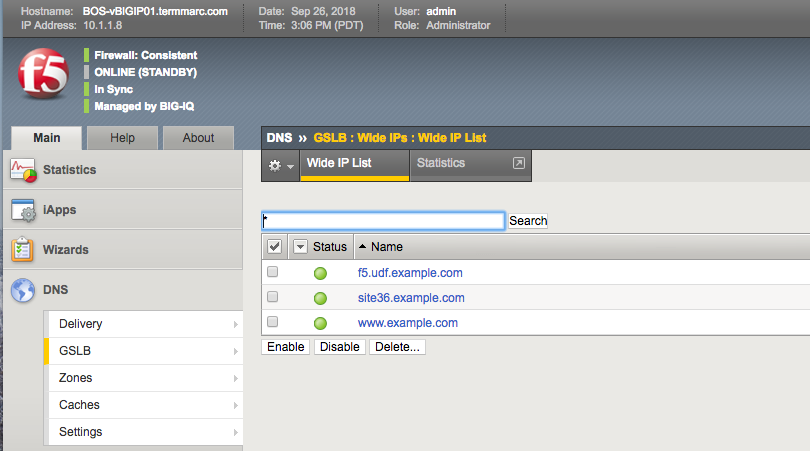 Hostname: BOS-vBIGIP01.termmarc.com Date: Sep 26, 2018 User: admin
IP Address: 10.1.1.8 Time: 3:06 PM (PDT) Role: Administrator
f5
Firewall: Consistent
ONLINE (STANDBY)
In Sync
Managed by BIG-IQ
Main Help About
DNS » GSLB : Wide IPs : Wide IP List
Wide IP List Statistics
Statistics
iApps
Wizards
DNS
Delivery
GSLB
Zones
Caches
Settings
* Search
Status Name
f5.udf.example.com
site36.example.com
www.example.com
Enable Disable Delete...